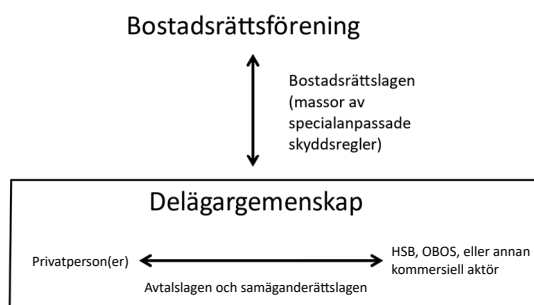 Bostadsrättsförening
Bostadsrättslagen
(massor av
specialanpassade
skyddsregler)
Delägargemenskap
Privatperson(er)
HSB, OBOS, eller annan
kommersiell aktör
Avtalslagen och samäganderättslagen